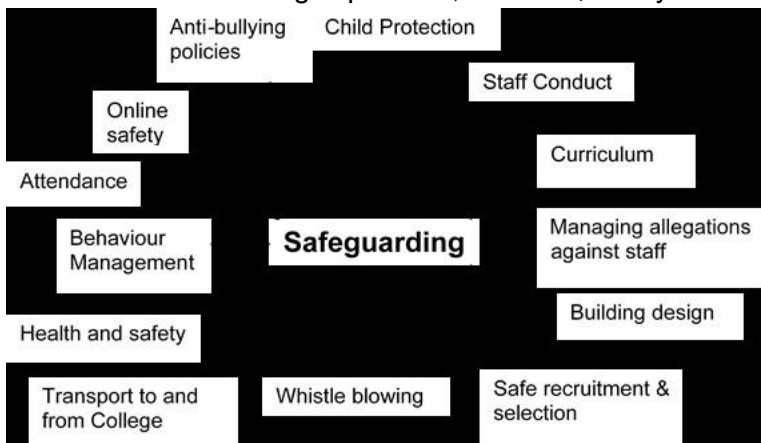 Anti-bullying
policies
Child Protection
Staff Conduct
Online
safety
Curriculum
Attendance
Behaviour
Management
Safeguarding
Managing allegations
against staff
Building design
Health and safety
Transport to and
from College
Whistle blowing
Safe recruitment &
selection